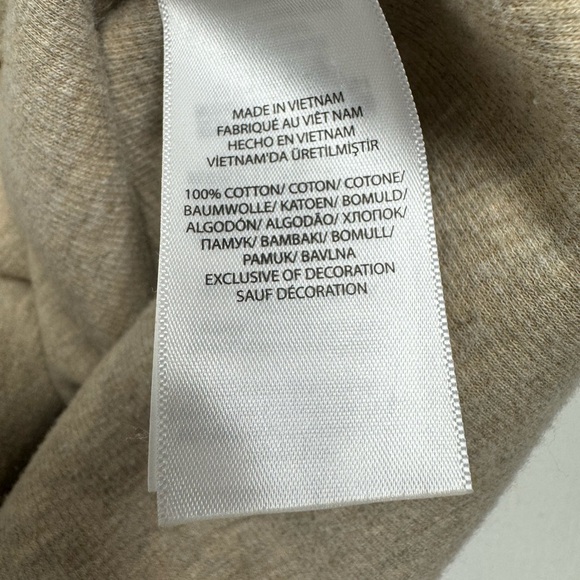 MADE IN VIETNAM
FABRIQUÉ AU VIÊT NAM
HECHO EN VIETNAM
VİETNAM'DA ÜRETİLMİŞTİR
100% COTTON/ COTON/ COTONE/
BAUMWOLLE/ KATOEN/ BOMULD/
ALGODÓN/ ALGODÃO/ ХЛОПОК/
ПАМУК/ ΒΑΜΒΑΚΙ/ BOMULL/
PAMUK/ BAVLNA
EXCLUSIVE OF DECORATION
SAUF DÉCORATION